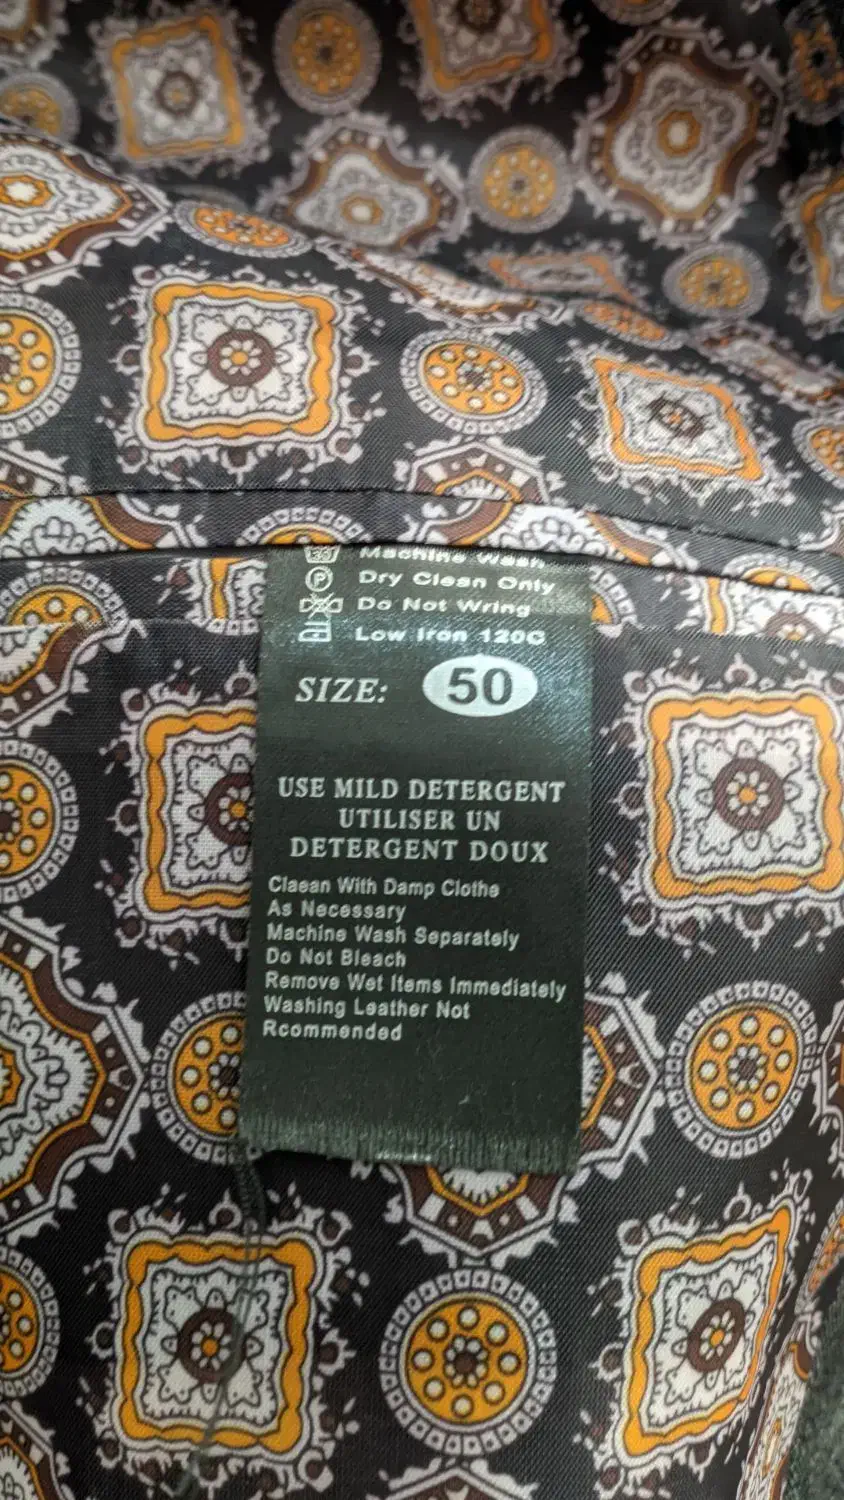 30
Machine Wash
P
Dry Clean Only
Do Not Wring
Low Iron 120C
SIZE: 50
USE MILD DETERGENT
UTILISER UN
DETERGENT DOUX
Claean With Damp Clothe
As Necessary
Machine Wash Separately
Do Not Bleach
Remove Wet Items Immediately
Washing Leather Not
Rcommended